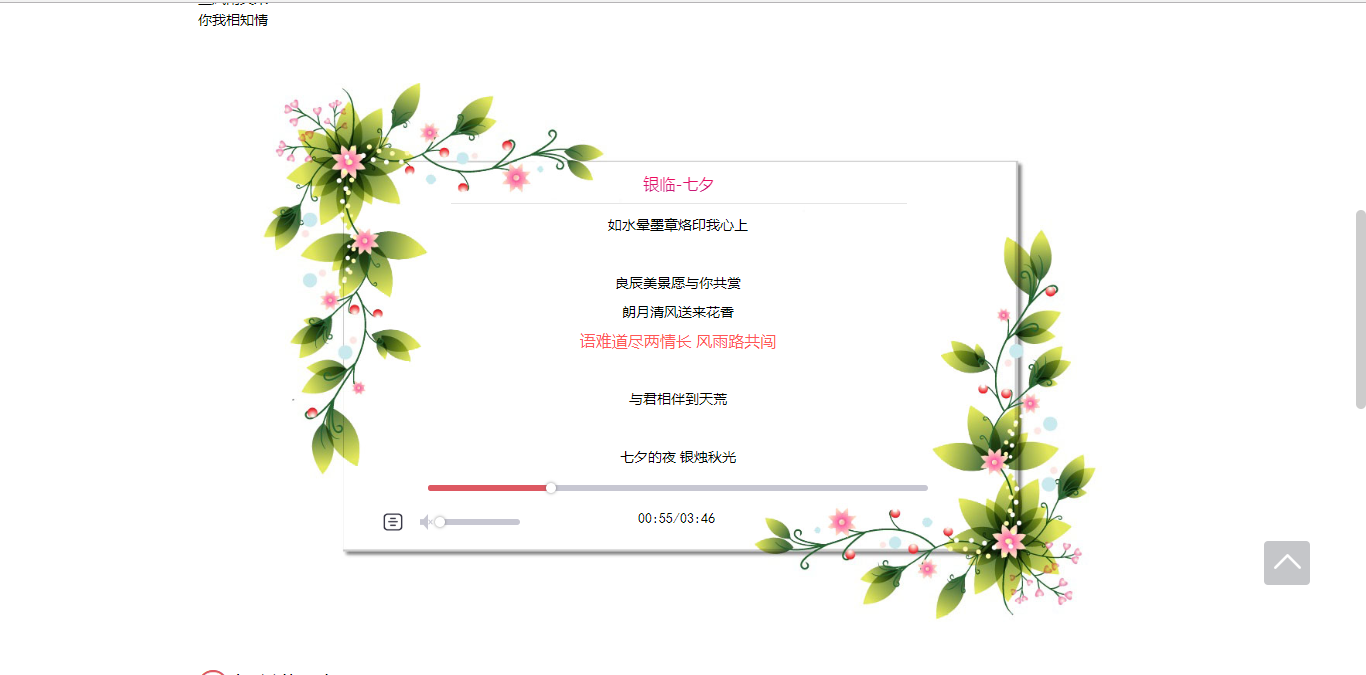 你我相知情
银临-七夕
如水晕墨章烙印我心上
良辰美景愿与你共赏
朗月清风送来花香
语难道尽两情长 风雨路共闯
与君相伴到天荒
七夕的夜 银烛秋光
00:55/03:46